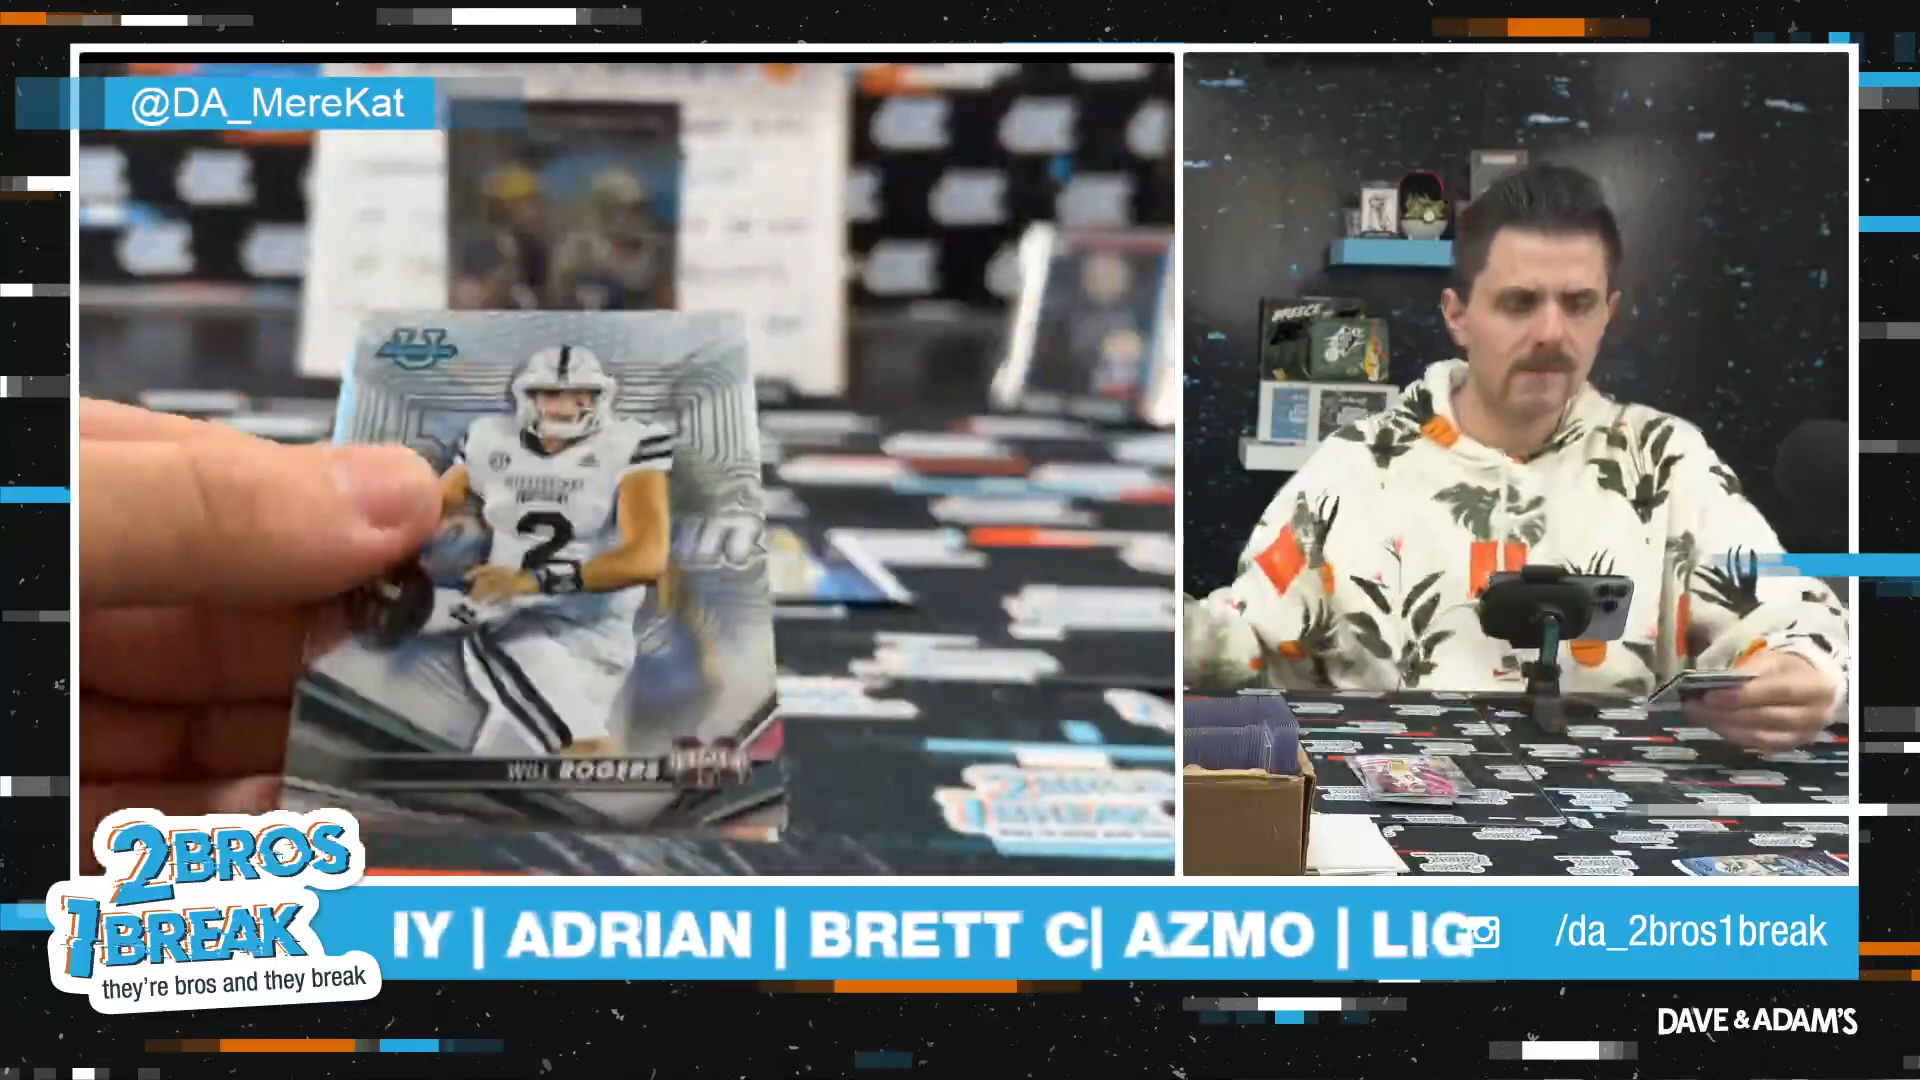 @DA_MereKat
2
WILL ROGERS
2BROS
1BREAK
they're bros and they break
IY | ADRIAN | BRETT C| AZMO | LIG
/da_2bros1break
DAVE & ADAM'S